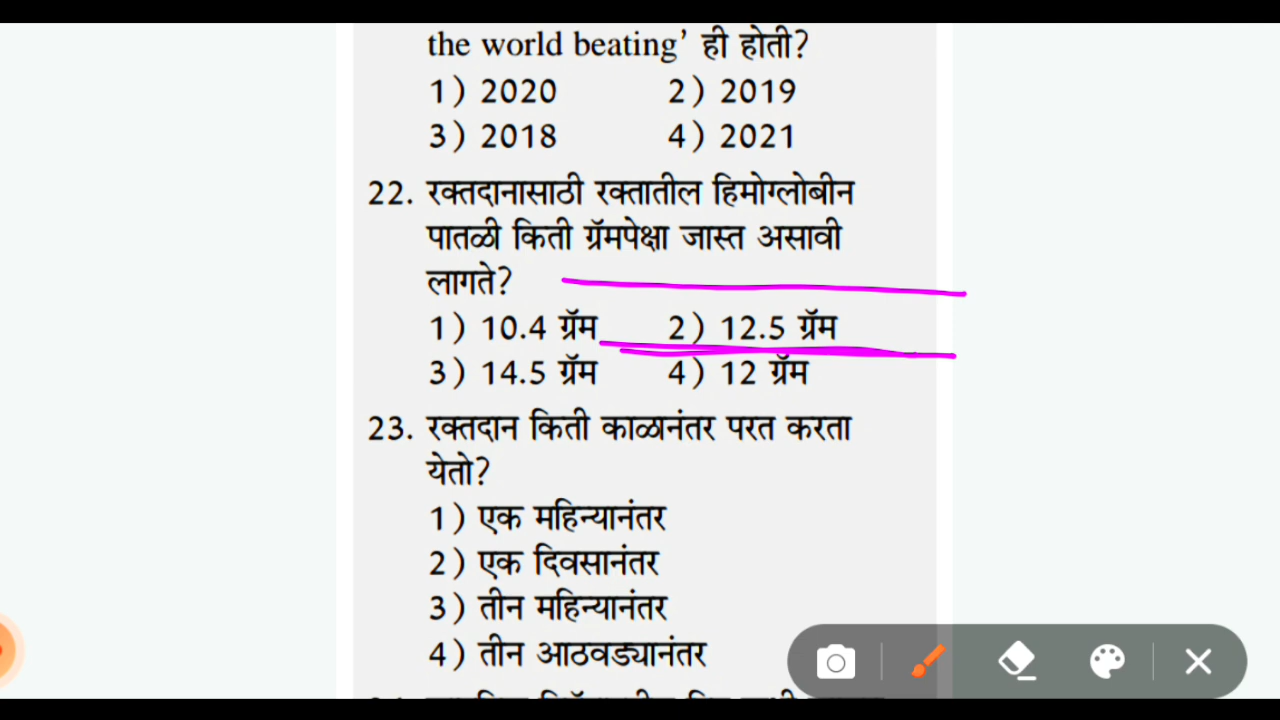 the world beating’ ही होती?
1) 2020 2) 2019
3) 2018 4) 2021
22. रक्तदानासाठी रक्तातील हिमोग्लोबीन
पातळी किती ग्रॅमपेक्षा जास्त असावी
लागते?
1) 10.4 ग्रॅम 2) 12.5 ग्रॅम
3) 14.5 ग्रॅम 4) 12 ग्रॅम
23. रक्तदान किती काळानंतर परत करता
येतो?
1) एक महिन्यानंतर
2) एक दिवसानंतर
3) तीन महिन्यानंतर
4) तीन आठवड्यानंतर